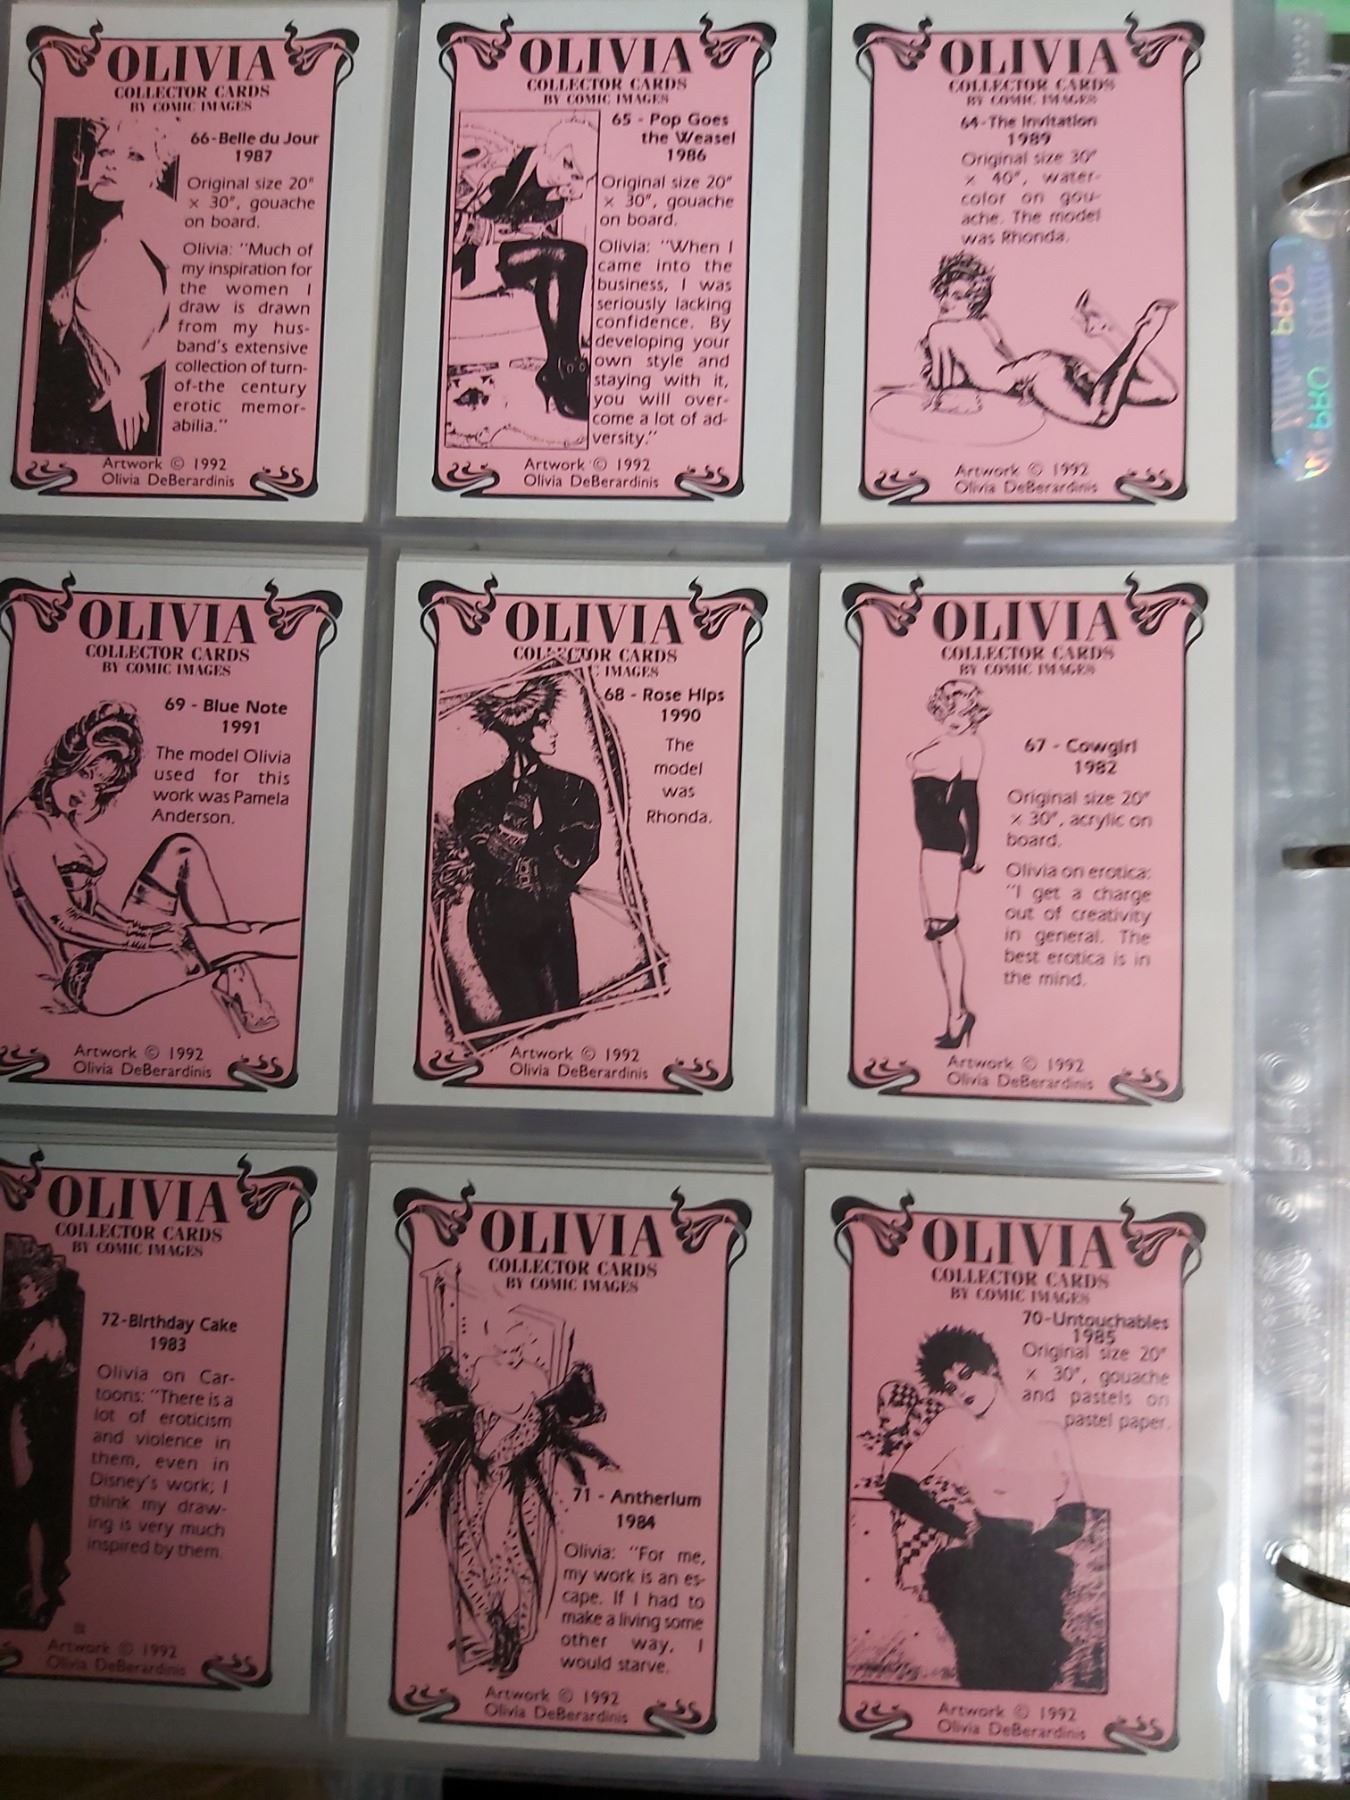 OLIVIA
COLLECTOR CARDS
BY COMIC IMAGES
66-Belle du Jour
1987
Original size 20"
x 30", gouache
on board.
Olivia: "Much of
my inspiration for
the women I
draw is drawn
from my hus-
band's extensive
collection of turn-
of-the century
erotic memor-
abilia."
Artwork © 1992
Olivia DeBerardinis
OLIVIA
COLLECTOR CARDS
BY COMIC IMAGES
65 - Pop Goes
the Weasel
1986
Original size 20"
x 30", gouache
on board.
Olivia: "When I
came into the
business, I was
seriously lacking
confidence. By
developing your
own style and
staying with it,
you will over-
come a lot of ad-
versity."
Artwork © 1992
Olivia DeBerardinis
OLIVIA
COLLECTOR CARDS
BY COMIC IMAGES
64-The Invitation
1989
Original size 30"
x 40", water-
color on gou-
ache. The model
was Rhonda.
Artwork © 1992
Olivia DeBerardinis
OLIVIA
COLLECTOR CARDS
BY COMIC IMAGES
69 - Blue Note
1991
The model Olivia
used for this
work was Pamela
Anderson.
Artwork © 1992
Olivia DeBerardinis
OLIVIA
COLLECTOR CARDS
IMAGES
68 - Rose Hips
1990
The
model
was
Rhonda.
Artwork © 1992
Olivia DeBerardinis
OLIVIA
COLLECTOR CARDS
BY COMIC IMAGES
67 - Cowgirl
1982
Original size 20"
x 30", acrylic on
board.
Olivia on erotica:
"I get a charge
out of creativity
in general. The
best erotica is in
the mind.
Artwork © 1992
Olivia DeBerardinis
OLIVIA
COLLECTOR CARDS
BY COMIC IMAGES
72-Birthday Cake
1983
Olivia on Car-
toons: "There is a
lot of eroticism
and violence in
them, even in
Disney's work; I
think my draw-
ing is very much
inspired by them.
Artwork © 1992
Olivia DeBerardinis
OLIVIA
COLLECTOR CARDS
BY COMIC IMAGES
71 - Antherium
1984
Olivia: "For me,
my work is an es-
cape. If I had to
make a living some
other way, I
would starve.
Artwork © 1992
Olivia DeBerardinis
OLIVIA
COLLECTOR CARDS
BY COMIC IMAGES
70-Untouchables
1985
Original size 20"
x 30", gouache
and pastels on
pastel paper.
Artwork © 1992
Olivia DeBerardinis